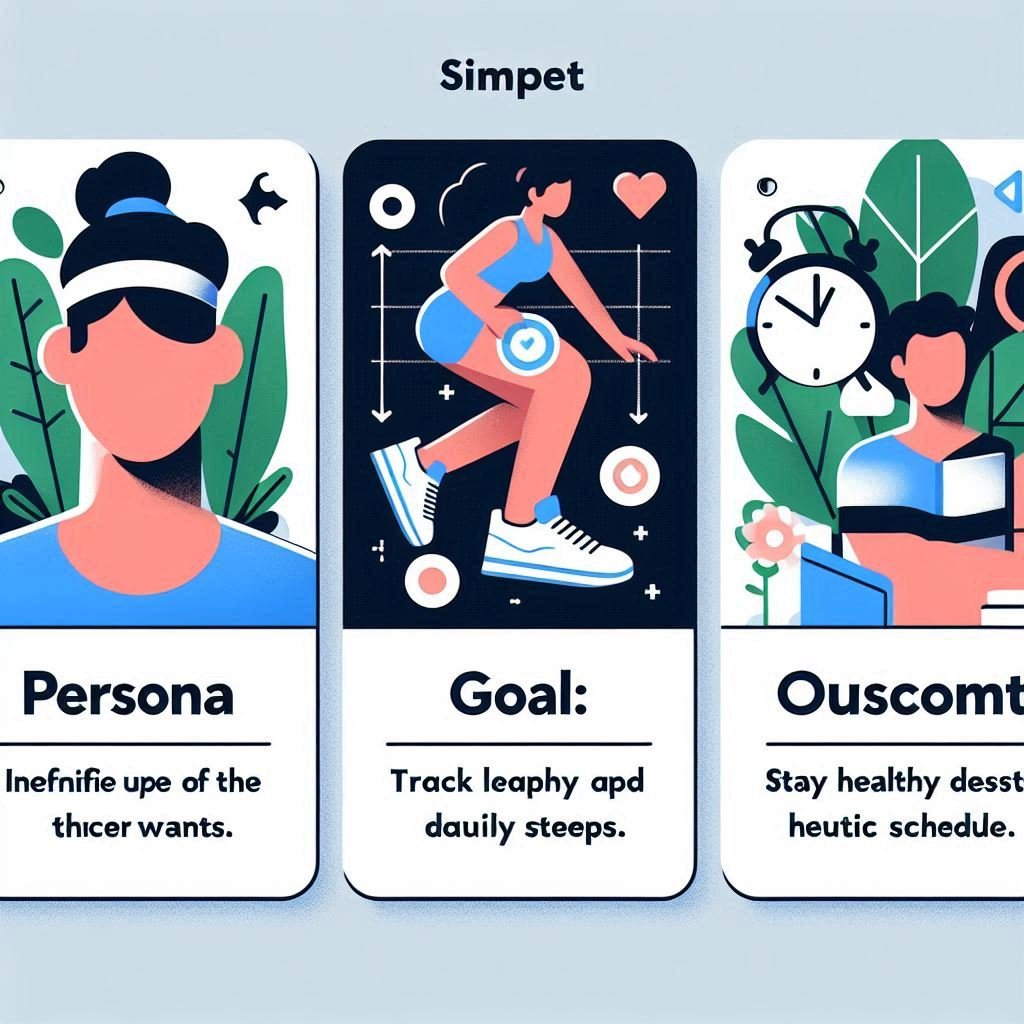 Simpet
Persona
Inefnifie upe of the
thıcer wants.
Goal:
Track leaphy apd
dauily steeps.
Ouscomt
Stay healthy desst
heutic schedule.